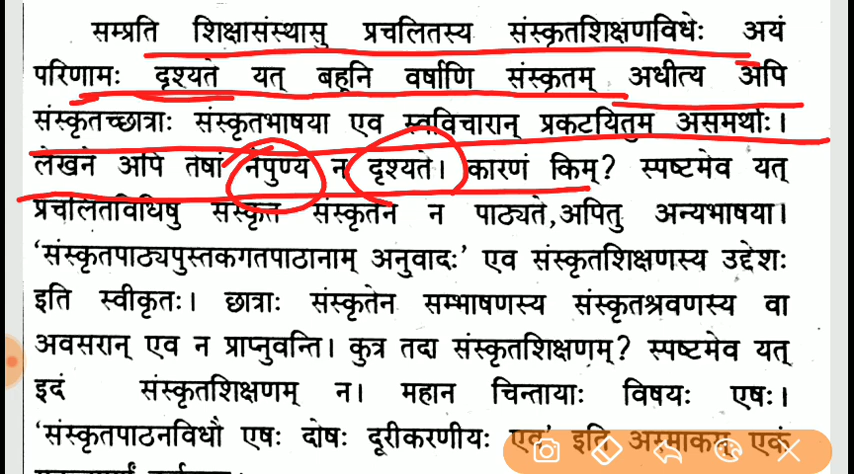 सम्प्रति शिक्षासंस्थासु प्रचलितस्य संस्कृतशिक्षणविधेः अयं
परिणामः दृश्यते यत् बहूनि वर्षाणि संस्कृतम् अधीत्य अपि
संस्कृतच्छात्राः संस्कृतभाषया एव स्वविचारान् प्रकटयितुम असमर्थाः।
लेखने अपि तेषां नैपुण्यं न दृश्यते। कारणं किम्? स्पष्टमेव यत्
प्रचलितविधिषु संस्कृतं संस्कृतेन न पाठ्यते, अपितु अन्यभाषया।
‘संस्कृतपाठ्यपुस्तकगतपाठानाम् अनुवादः’ एव संस्कृतशिक्षणस्य उद्देशः
इति स्वीकृतः। छात्राः संस्कृतेन सम्भाषणस्य संस्कृतश्रवणस्य वा
अवसरान् एव न प्राप्नुवन्ति। कुत्र तदा संस्कृतशिक्षणम्? स्पष्टमेव यत्
इदं संस्कृतशिक्षणम् न। महान चिन्तायाः विषयः एषः।
‘संस्कृतपाठनविधौ एषः दोषः दूरीकरणीयः एव’ इति अस्माकम् एकं